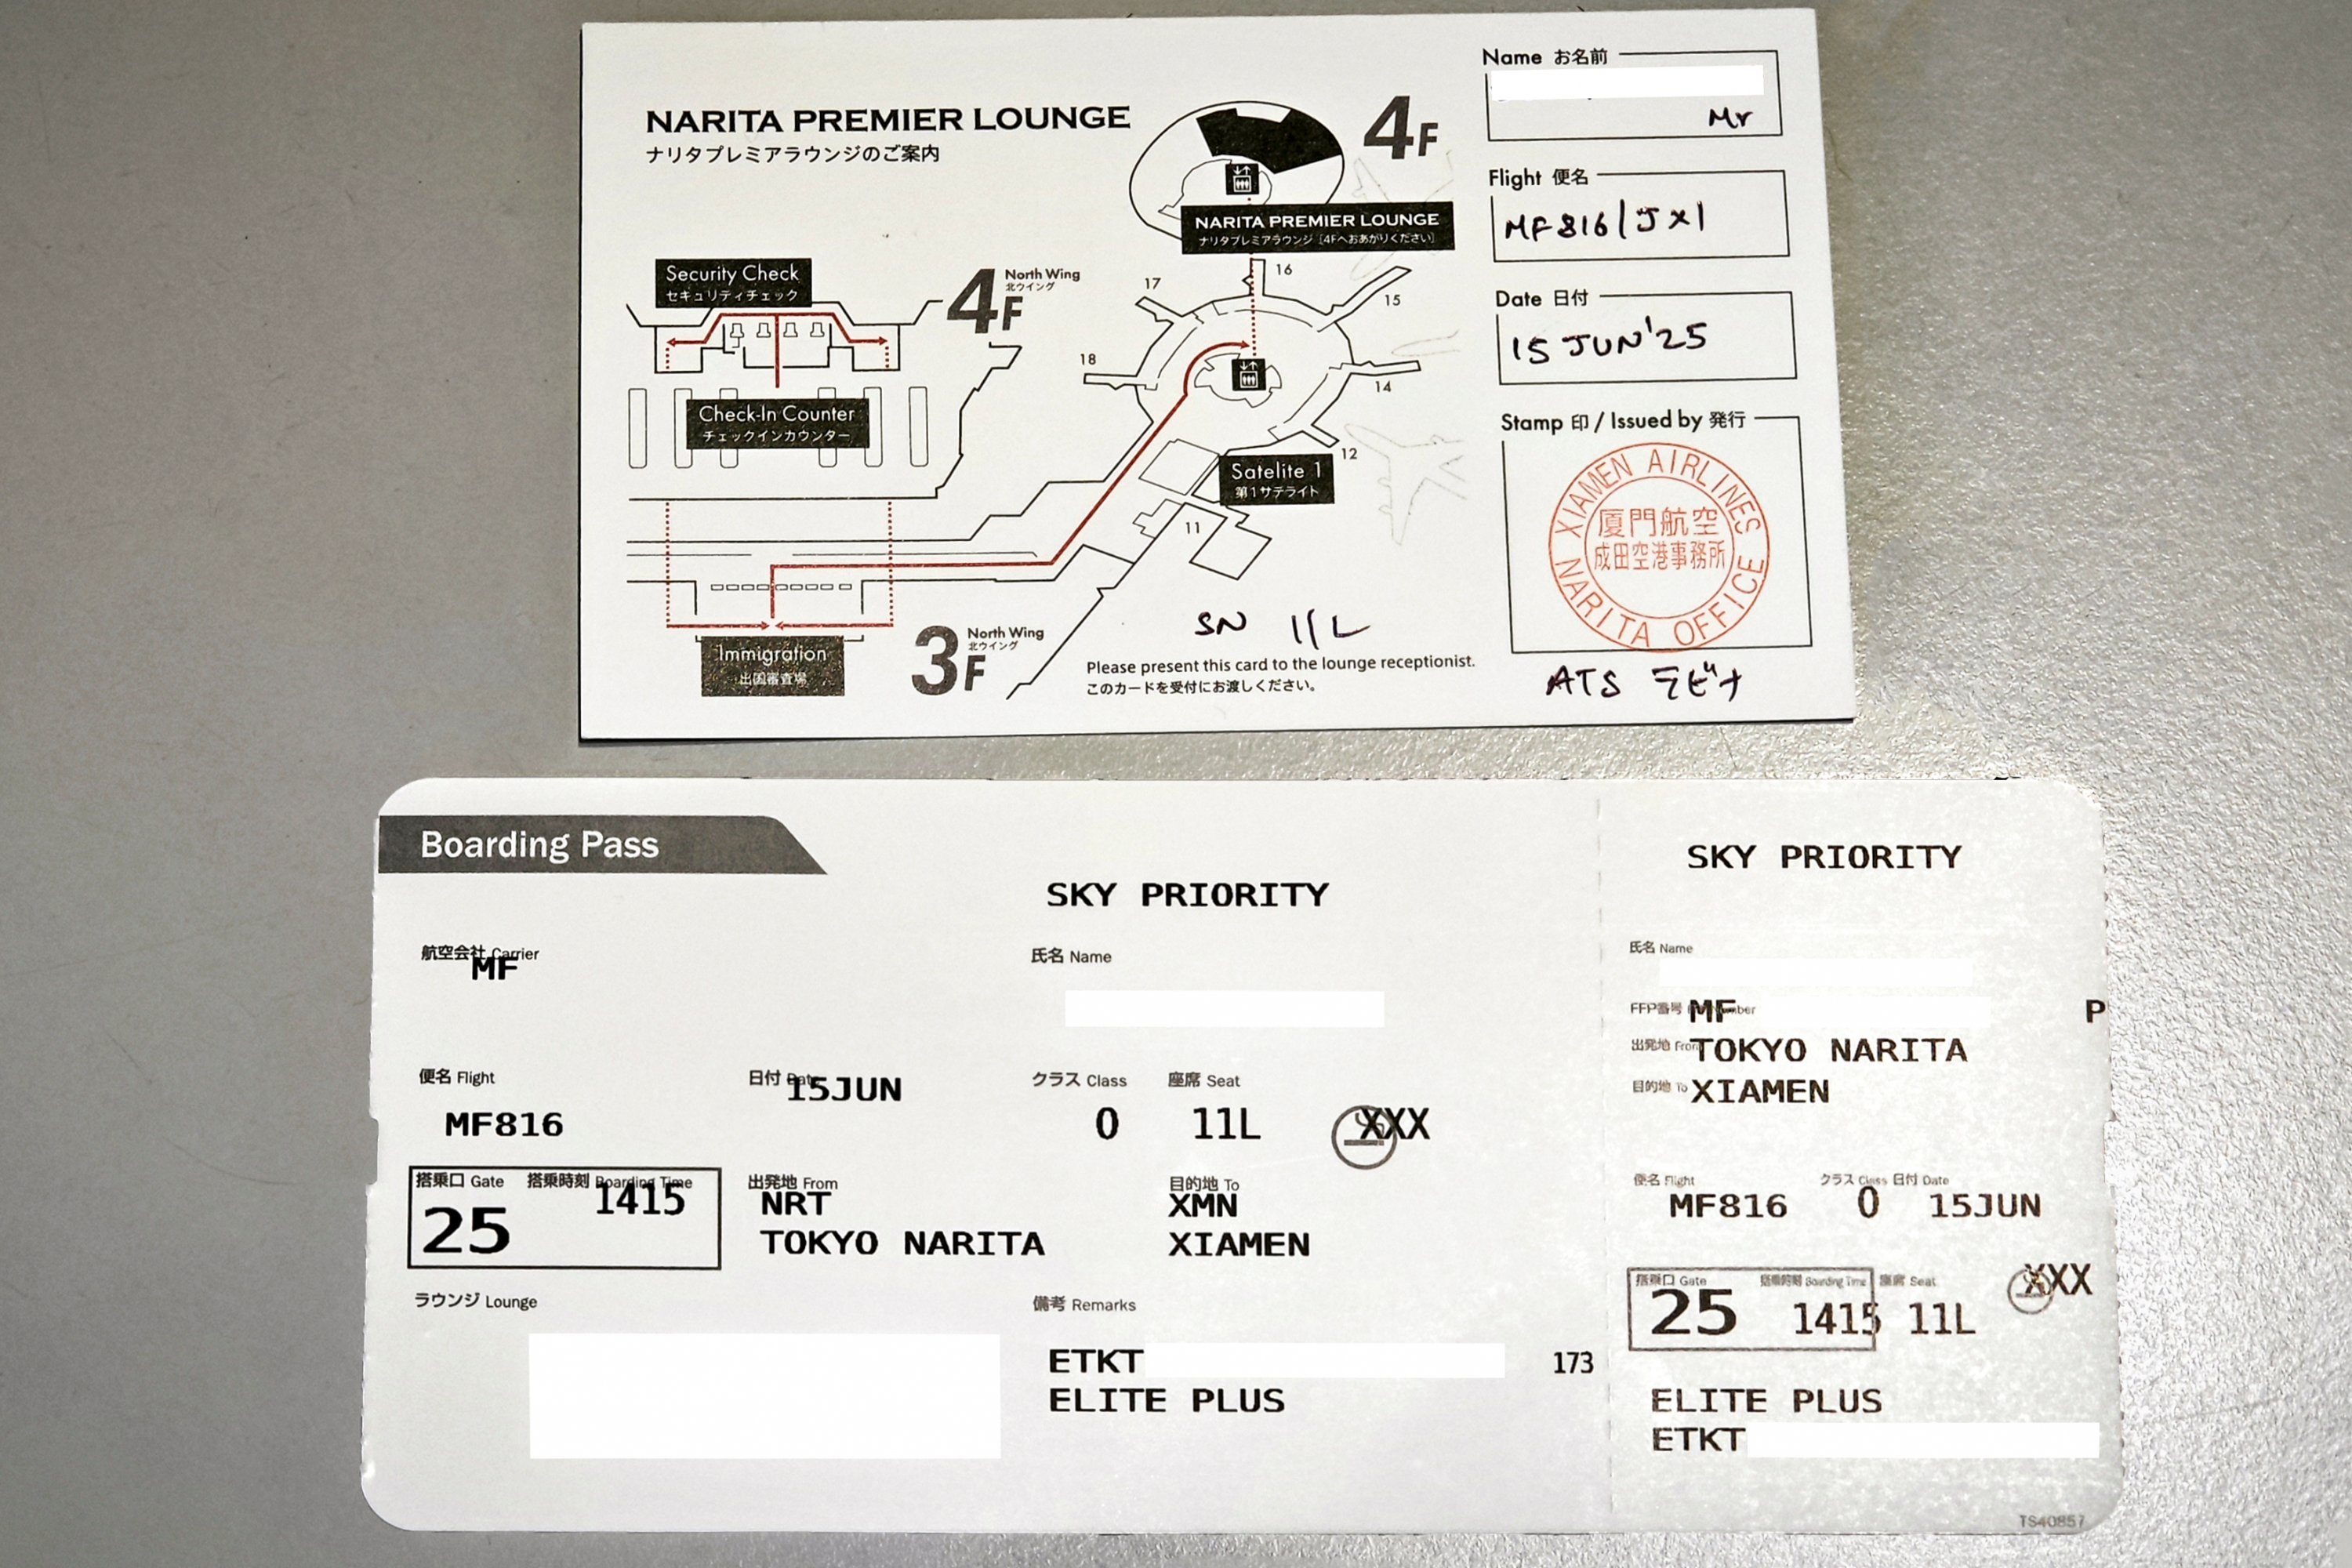 NARITA PREMIER LOUNGE
ナリタプレミアラウンジのご案内
4F
NARITA PREMIER LOUNGE
ナリタプレミアラウンジ［4Fへおあがりください］
Security Check
セキュリティチェック
4F
North Wing
北ウイング
Check-In Counter
チェックインカウンター
17
16
15
18
14
12
Satelite 1
第1サテライト
11
Immigration
出国審査場
3F
North Wing
北ウイング
SN 11L
Please present this card to the lounge receptionist.
このカードを受付にお渡しください。
Name お名前
Mr
Flight 便名
MF816/Jx1
Date 日付
15 JUN'25
Stamp 印 / Issued by 発行
XIAMEN AIRLINES
厦門航空
成田空港事務所
NARITA OFFICE
ATS ラビナ
Boarding Pass
SKY PRIORITY
航空会社 Carrier
MF
氏名 Name
便名 Flight
MF816
日付 Date
15JUN
クラス Class
O
座席 Seat
11L
XXX
搭乗口 Gate
25
搭乗時刻 Boarding Time
1415
出発地 From
NRT
TOKYO NARITA
目的地 To
XMN
XIAMEN
ラウンジ Lounge
備考 Remarks
ETKT
173
ELITE PLUS
SKY PRIORITY
氏名 Name
FFP番号 Number
MF
P
出発地 From
TOKYO NARITA
目的地 To
XIAMEN
便名 Flight
MF816
クラス Class
O
日付 Date
15JUN
搭乗口 Gate
25
搭乗時刻 Boarding Time
1415
座席 Seat
11L
XXX
ELITE PLUS
ETKT
TS40857